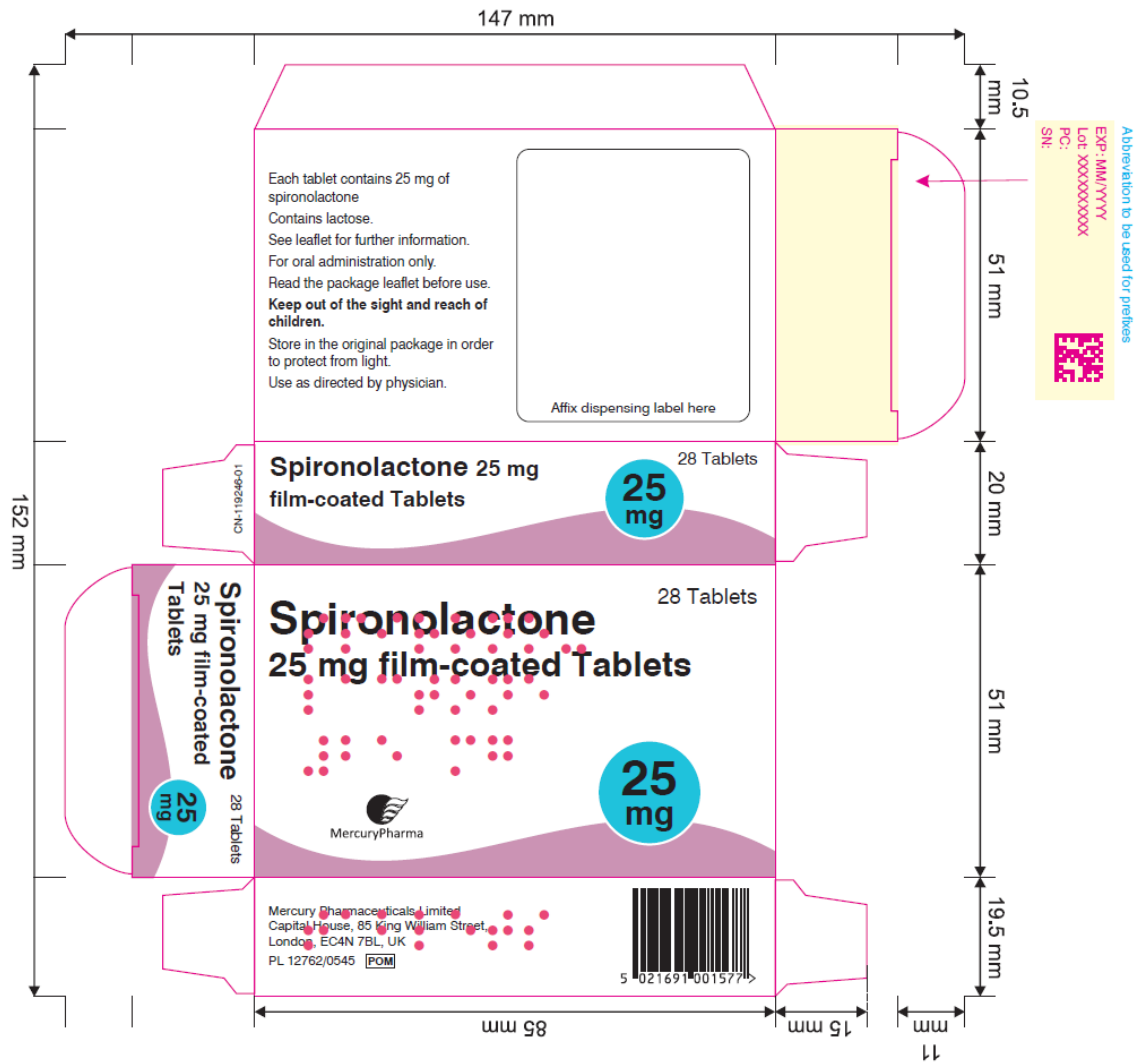 147 mm
10.5
mm
Abbreviation to be used for prefixes
EXP: MM/YYYY
Lot: XXXXXXXXXX
PC:
SN:
Each tablet contains 25 mg of
spironolactone
Contains lactose.
See leaflet for further information.
For oral administration only.
Read the package leaflet before use.
Keep out of the sight and reach of
children.
Store in the original package in order
to protect from light.
Use as directed by physician.
Affix dispensing label here
51 mm
CN-119246-01
Spironolactone 25 mg
film-coated Tablets
28 Tablets
25
mg
20 mm
152 mm
Spironolactone
25 mg film-coated
Tablets
28 Tablets
25
mg
Spironolactone
25 mg film-coated Tablets
28 Tablets
25
mg
MercuryPharma
51 mm
Mercury Pharmaceuticals Limited
Capital House, 85 King William Street,
London, EC4N 7BL, UK
PL 12762/0545 POM
5 021691 001577 >
19.5 mm
85 mm
15 mm
11
mm